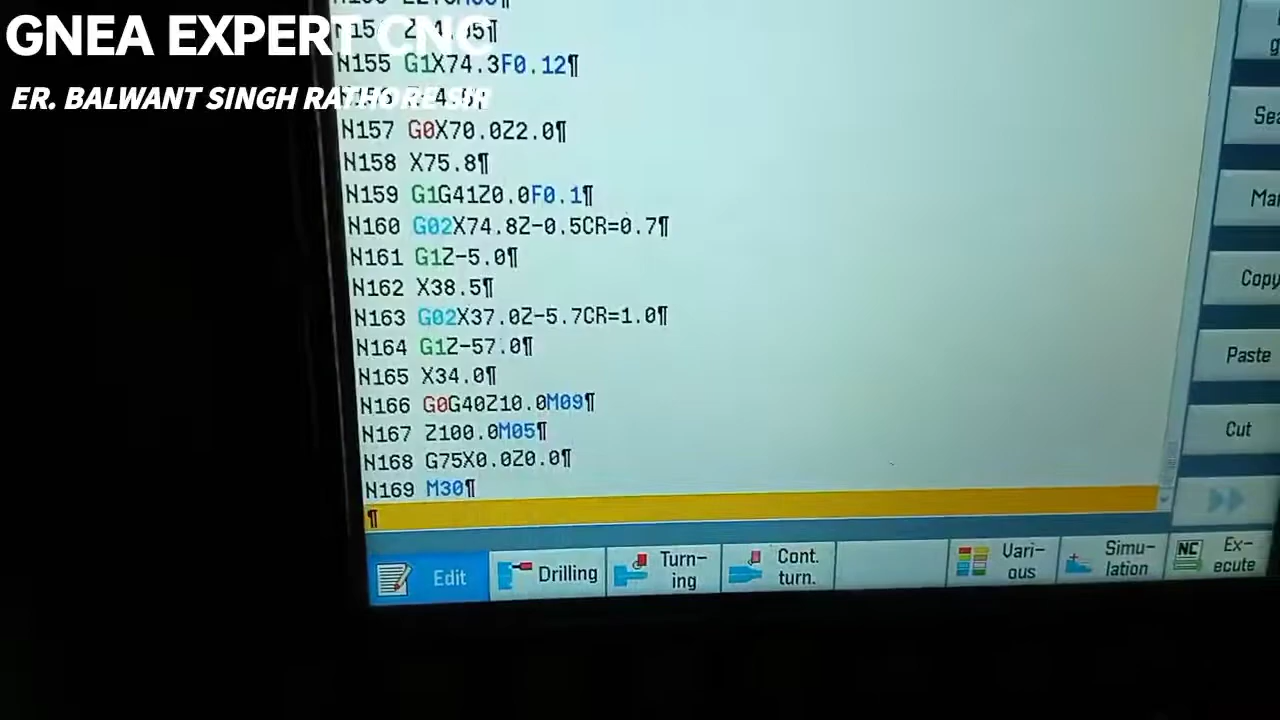 GNEA EXPERT CNC
ER. BALWANT SINGH RATHORE SIR
N155 G1X74.3F0.12¶
N157 G0X70.0Z2.0¶
N158 X75.8¶
N159 G1G41Z0.0F0.1¶
N160 G02X74.8Z-0.5CR=0.7¶
N161 G1Z-5.0¶
N162 X38.5¶
N163 G02X37.0Z-5.7CR=1.0¶
N164 G1Z-57.0¶
N165 X34.0¶
N166 G0G40Z10.0M09¶
N167 Z100.0M05¶
N168 G75X0.0Z0.0¶
N169 M30¶
¶
Copy
Paste
Cut
Edit
Drilling
Turn-
ing
Cont.
turn.
Vari-
ous
Simu-
lation
NC
Ex-
ecute